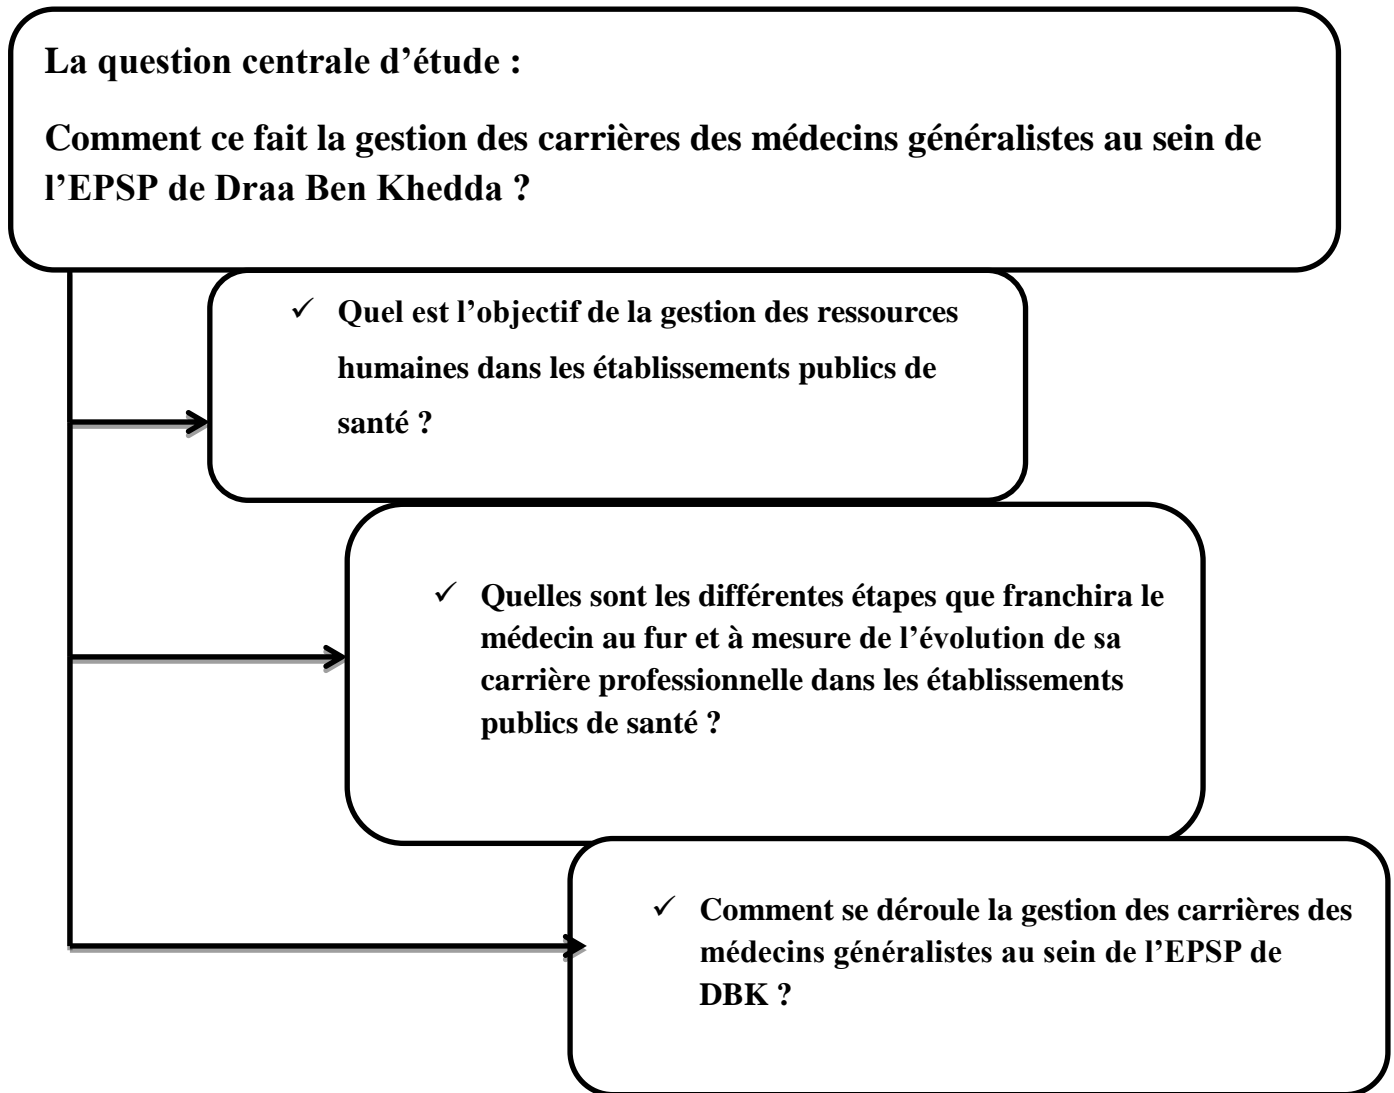 La question centrale d’étude :
Comment ce fait la gestion des carrières des médecins généralistes au sein de
l’EPSP de Draa Ben Khedda ?
✓ Quel est l’objectif de la gestion des ressources
humaines dans les établissements publics de
santé ?
✓ Quelles sont les différentes étapes que franchira le
médecin au fur et à mesure de l’évolution de sa
carrière professionnelle dans les établissements
publics de santé ?
✓ Comment se déroule la gestion des carrières des
médecins généralistes au sein de l’EPSP de
DBK ?